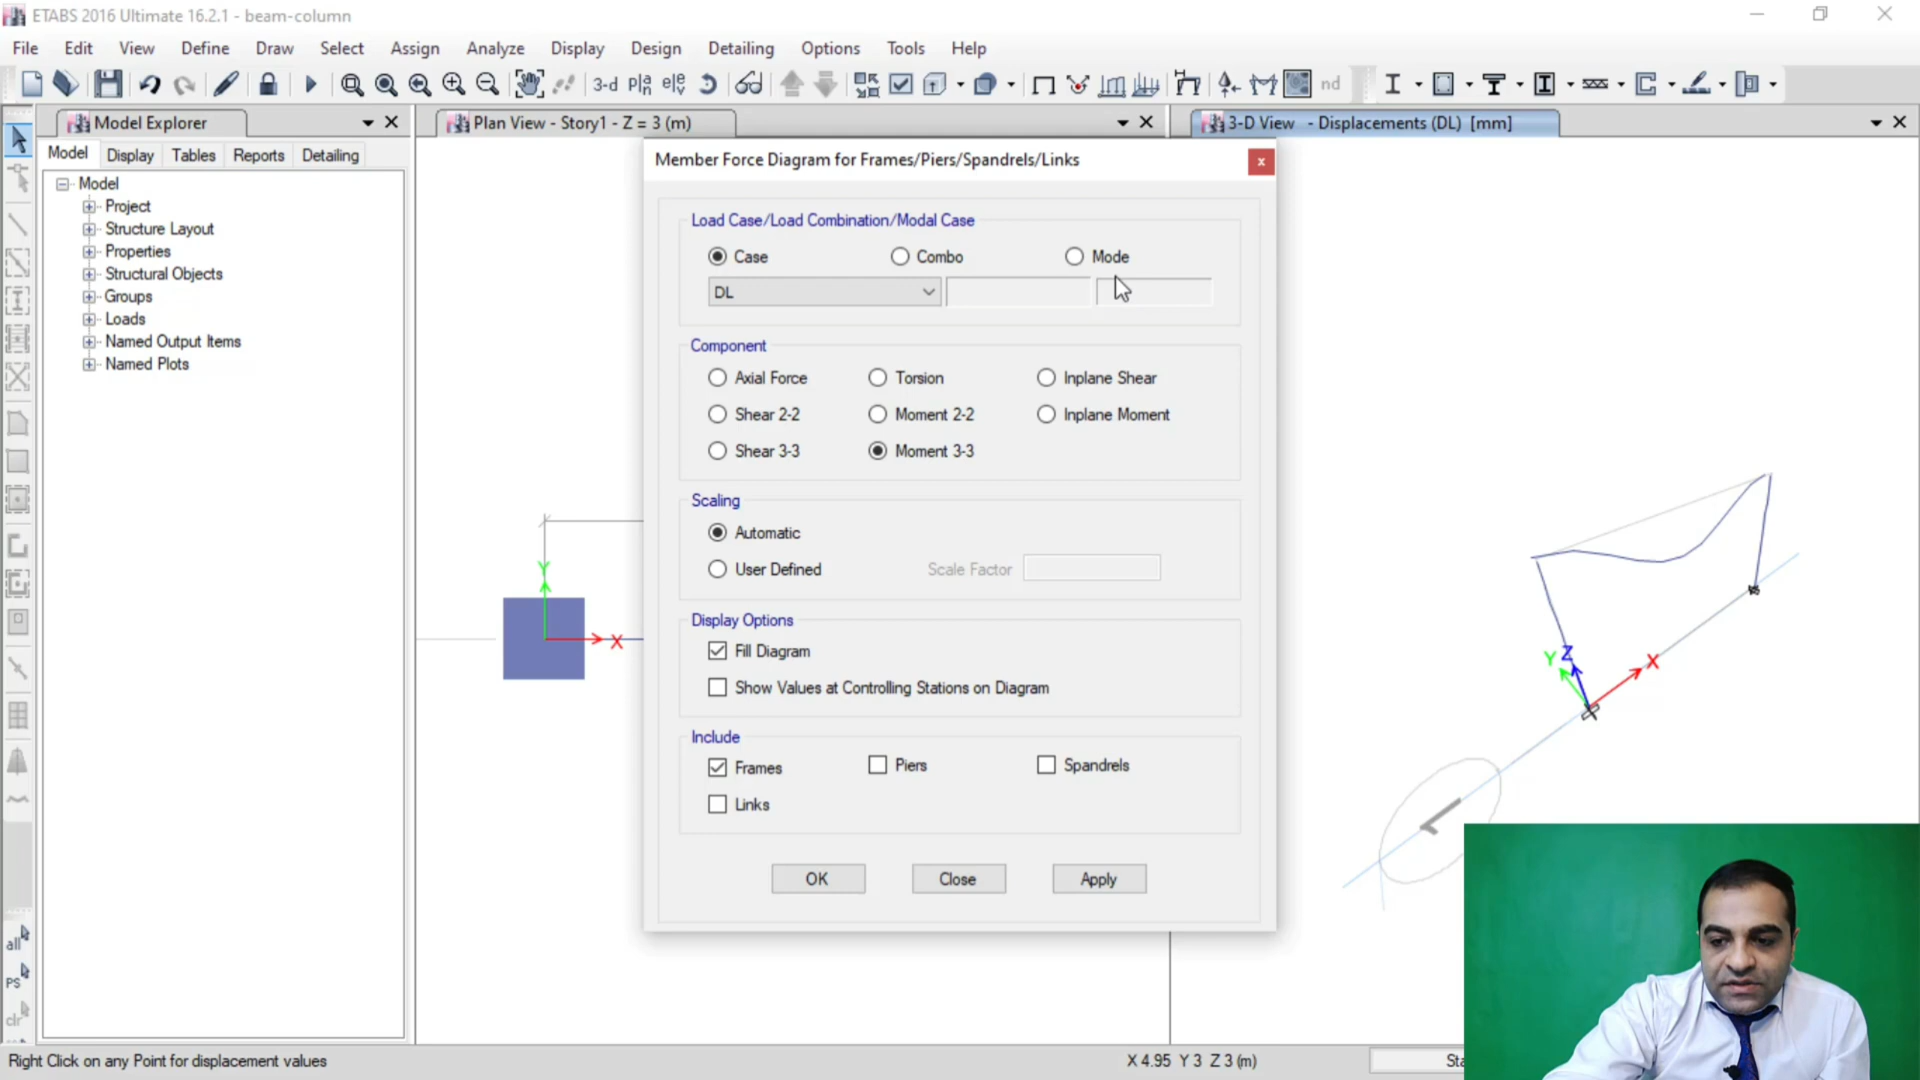 ETABS 2016 Ultimate 16.2.1 - beam-column
File Edit View Define Draw Select Assign Analyze Display Design Detailing Options Tools Help
3-d nd
Model Explorer
Plan View - Story1 - Z = 3 (m)
3-D View - Displacements (DL) [mm]
Model Display Tables Reports Detailing
Model
Project
Structure Layout
Properties
Structural Objects
Groups
Loads
Named Output Items
Named Plots
Member Force Diagram for Frames/Piers/Spandrels/Links
x
Load Case/Load Combination/Modal Case
Case Combo Mode
DL
Component
Axial Force Torsion Inplane Shear
Shear 2-2 Moment 2-2 Inplane Moment
Shear 3-3 Moment 3-3
Scaling
Automatic
User Defined Scale Factor
Display Options
Fill Diagram
Show Values at Controlling Stations on Diagram
Include
Frames Piers Spandrels
Links
OK Close Apply
Y
X
Y Z X
all
PS
clr
Right Click on any Point for displacement values
X 4.95 Y 3 Z 3 (m)